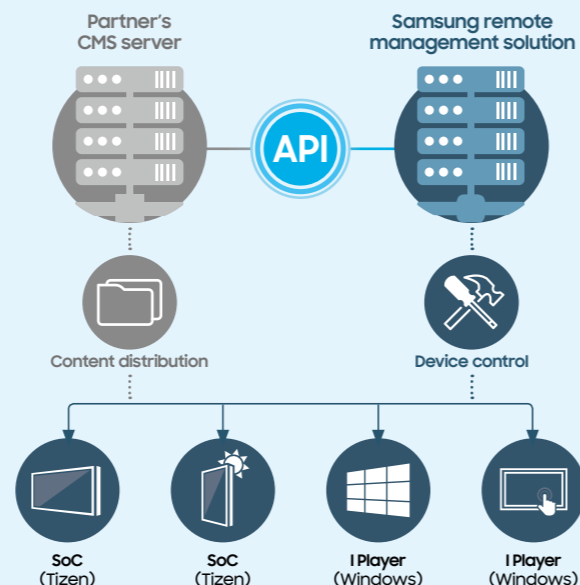 Partner's
CMS server
Samsung remote
management solution
API
Content distribution
Device control
SoC
(Tizen)
SoC
(Tizen)
I Player
(Windows)
I Player
(Windows)